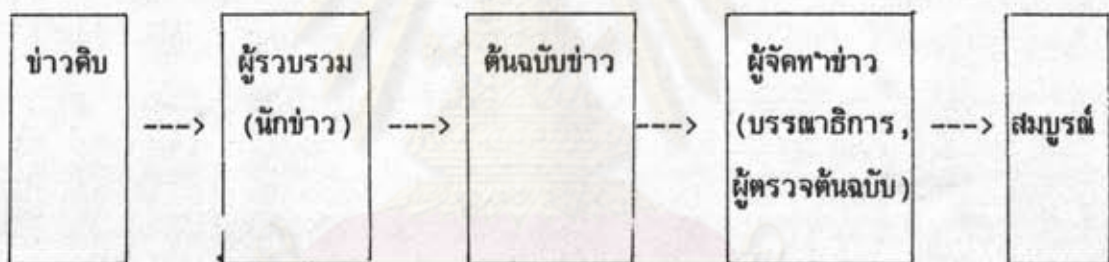 ข่าวดิบ ผู้รวบรวม ต้นฉบับข่าว ผู้จัดทำข่าว
---> (นักข่าว) ---> ---> (บรรณาธิการ, ---> สมบูรณ์
ผู้ตรวจต้นฉบับ)